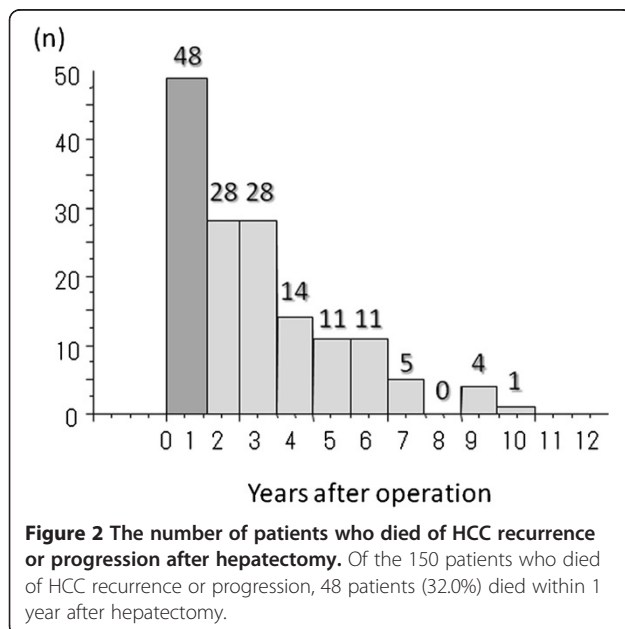 (n)
48
50
40
28 28
30
20
14
11 11
10
5
4
0
1
0
0 1 2 3 4 5 6 7 8 9 10 11 12
Years after operation
Figure 2 The number of patients who died of HCC recurrence
or progression after hepatectomy. Of the 150 patients who died
of HCC recurrence or progression, 48 patients (32.0%) died within 1
year after hepatectomy.